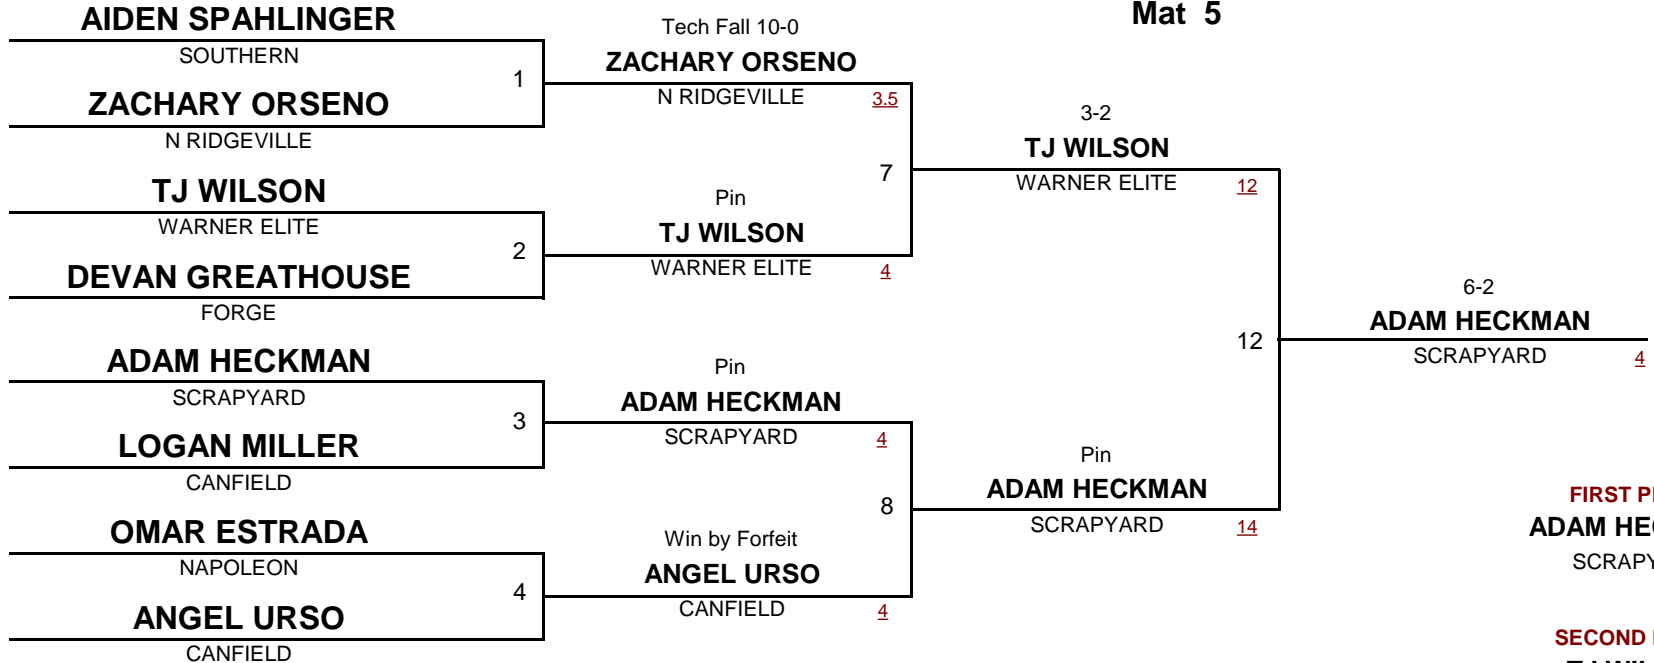 AIDEN SPAHLINGER
SOUTHERN
1
ZACHARY ORSENO
N RIDGEVILLE
TJ WILSON
WARNER ELITE
2
DEVAN GREATHOUSE
FORGE
ADAM HECKMAN
SCRAPYARD
3
LOGAN MILLER
CANFIELD
OMAR ESTRADA
NAPOLEON
4
ANGEL URSO
CANFIELD
Tech Fall 10-0
ZACHARY ORSENO
N RIDGEVILLE 3.5
7
Pin
TJ WILSON
WARNER ELITE 4
Pin
ADAM HECKMAN
SCRAPYARD 4
8
Win by Forfeit
ANGEL URSO
CANFIELD 4
Mat 5
3-2
TJ WILSON
WARNER ELITE 12
12
Pin
ADAM HECKMAN
SCRAPYARD 14
6-2
ADAM HECKMAN
SCRAPYARD 4
FIRST
ADAM
SECOND